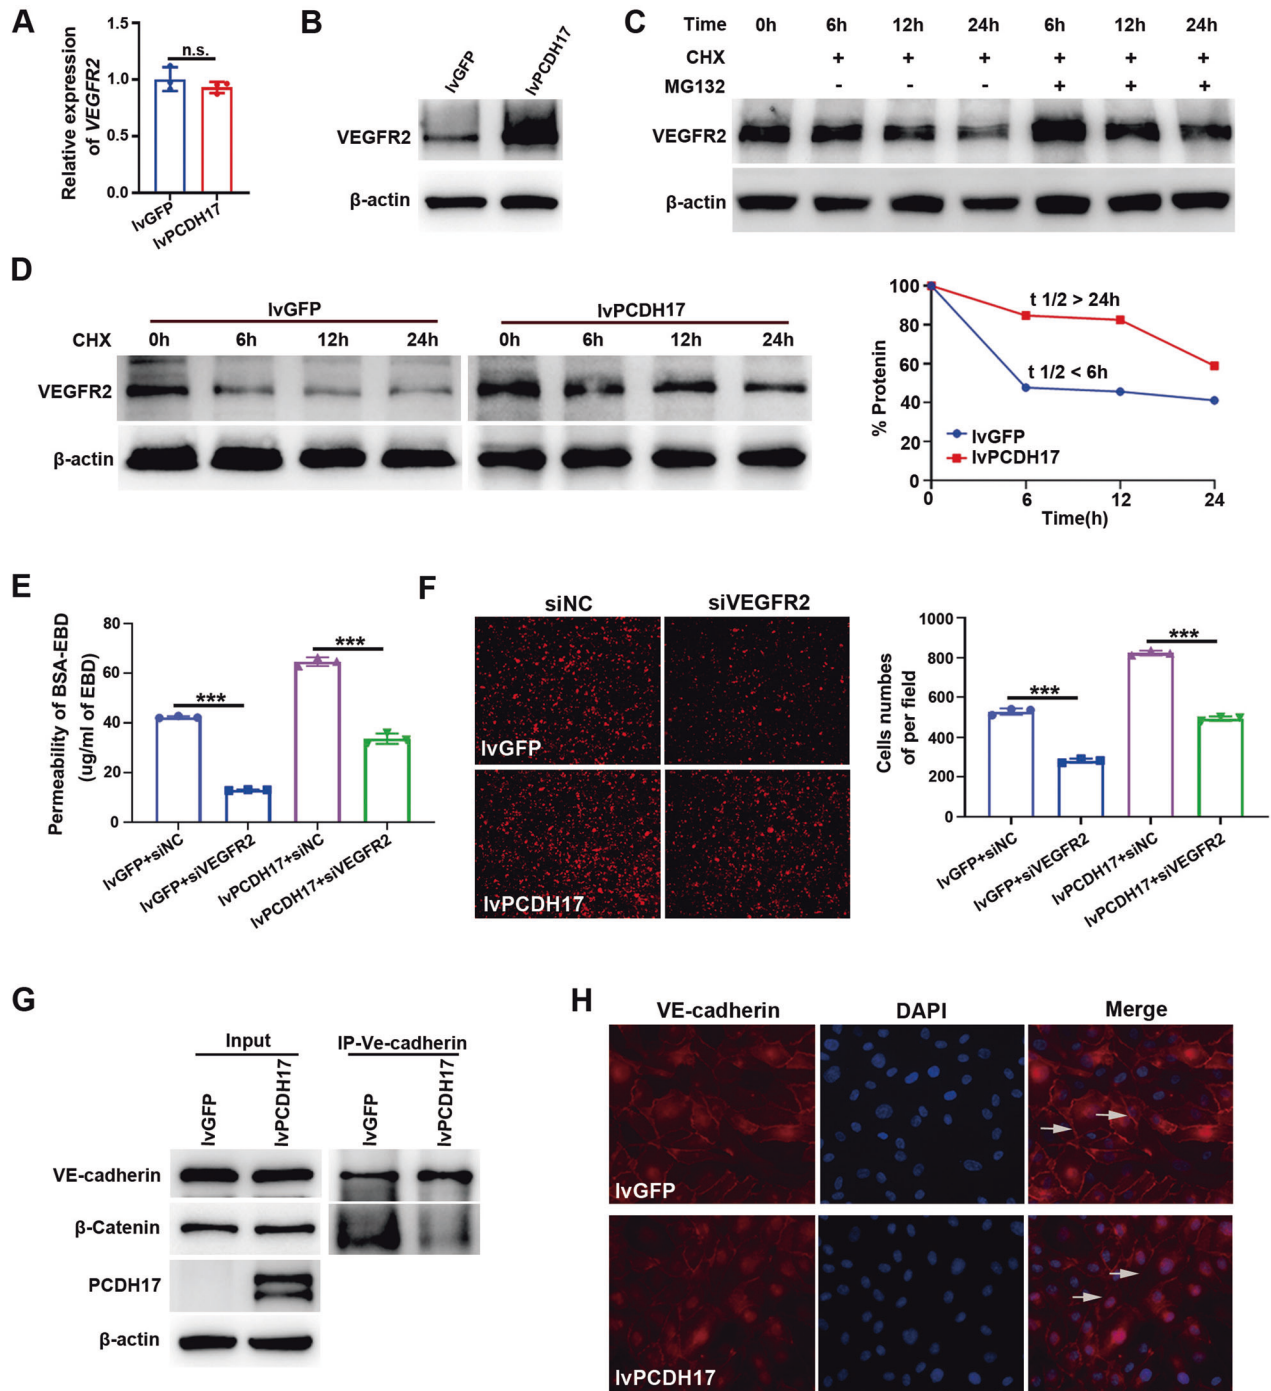 A
Relative expression
of VEGFR2
1.5
1.0
0.5
0.0
n.s.
lvGFP
lvPCDH17
B
lvGFP
lvPCDH17
VEGFR2
β-actin
C
Time 0h 6h 12h 24h 6h 12h 24h
CHX + + + + + +
MG132 - - - + + +
VEGFR2
β-actin
D
lvGFP
lvPCDH17
CHX 0h 6h 12h 24h 0h 6h 12h 24h
VEGFR2
β-actin
% Protenin
100
80
60
40
20
0
t 1/2 > 24h
t 1/2 < 6h
lvGFP
lvPCDH17
0 6 12 24
Time(h)
E
Permeability of BSA-EBD
(ug/ml of EBD)
80
60
40
20
0
***
***
lvGFP+siNC
lvGFP+siVEGFR2
lvPCDH17+siNC
lvPCDH17+siVEGFR2
F
siNC siVEGFR2
lvGFP
lvPCDH17
Cells numbes
of per field
1000
800
600
400
200
0
***
***
lvGFP+siNC
lvGFP+siVEGFR2
lvPCDH17+siNC
lvPCDH17+siVEGFR2
G
Input
IP-Ve-cadherin
lvGFP
lvPCDH17
lvGFP
lvPCDH17
VE-cadherin
β-Catenin
PCDH17
β-actin
H
VE-cadherin DAPI Merge
lvGFP
lvPCDH17